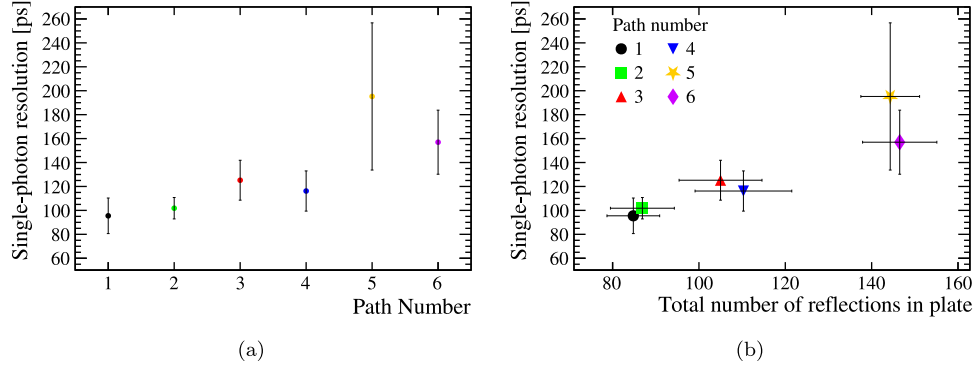 Single-photon resolution [ps]
260
240
220
200
180
160
140
120
100
80
60
1 2 3 4 5 6
Path Number
(a)
Single-photon resolution [ps]
260
240
220
200
180
160
140
120
100
80
60
Path number
1 4
2 5
3 6
80 100 120 140 160
Total number of reflections in plate
(b)